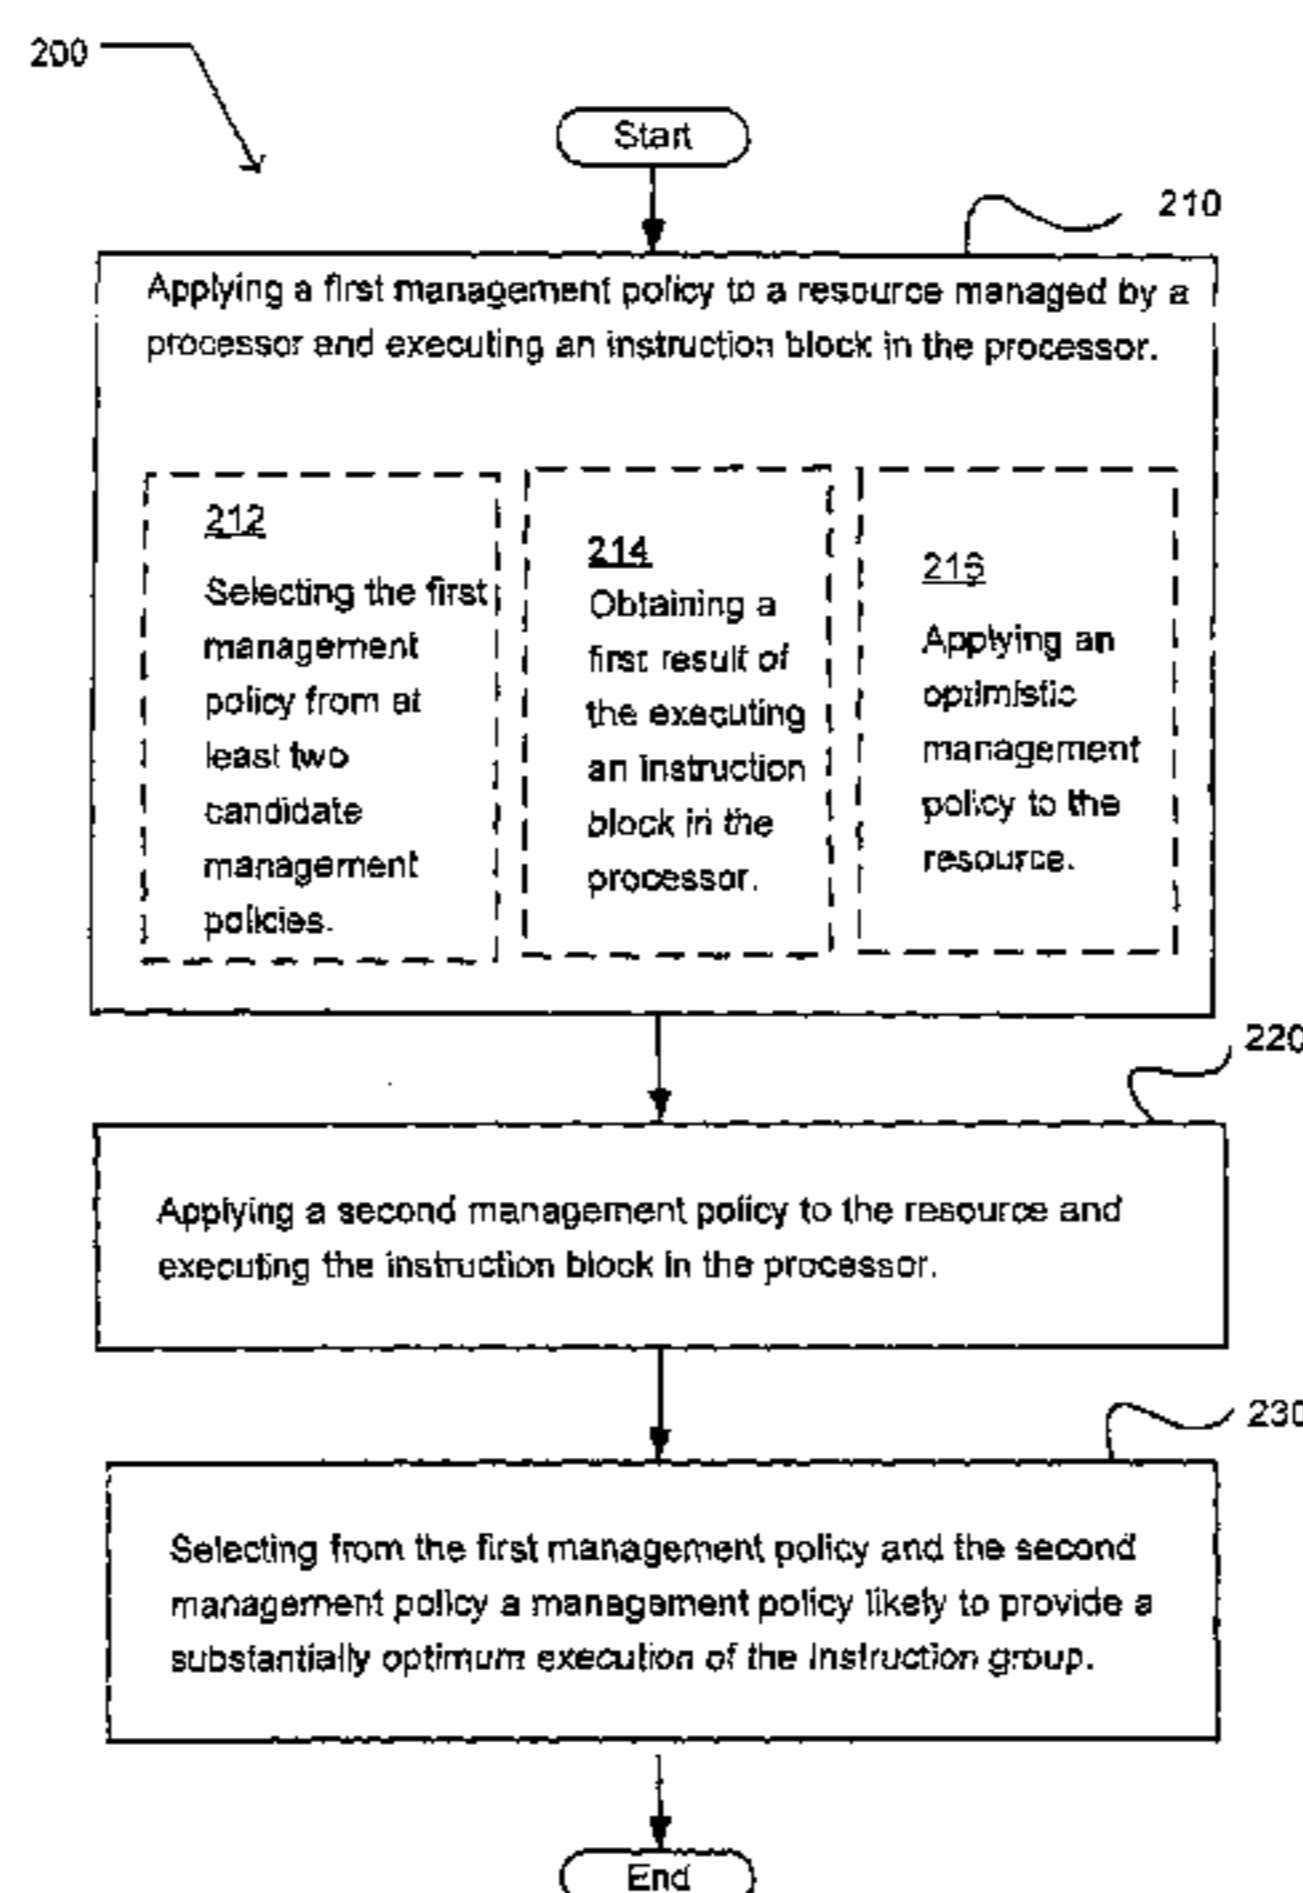 200
Start
210
Applying a first management policy to a resource managed by a
processor and executing an instruction block in the processor.
212
Selecting the first
management
policy from at
least two
candidate
management
policies.
214
Obtaining a
first result of
the executing
an instruction
block in the
processor.
216
Applying an
optimistic
management
policy to the
resource.
220
Applying a second management policy to the resource and
executing the instruction block in the processor.
230
Selecting from the first management policy and the second
management policy a management policy likely to provide a
substantially optimum execution of the instruction group.
End